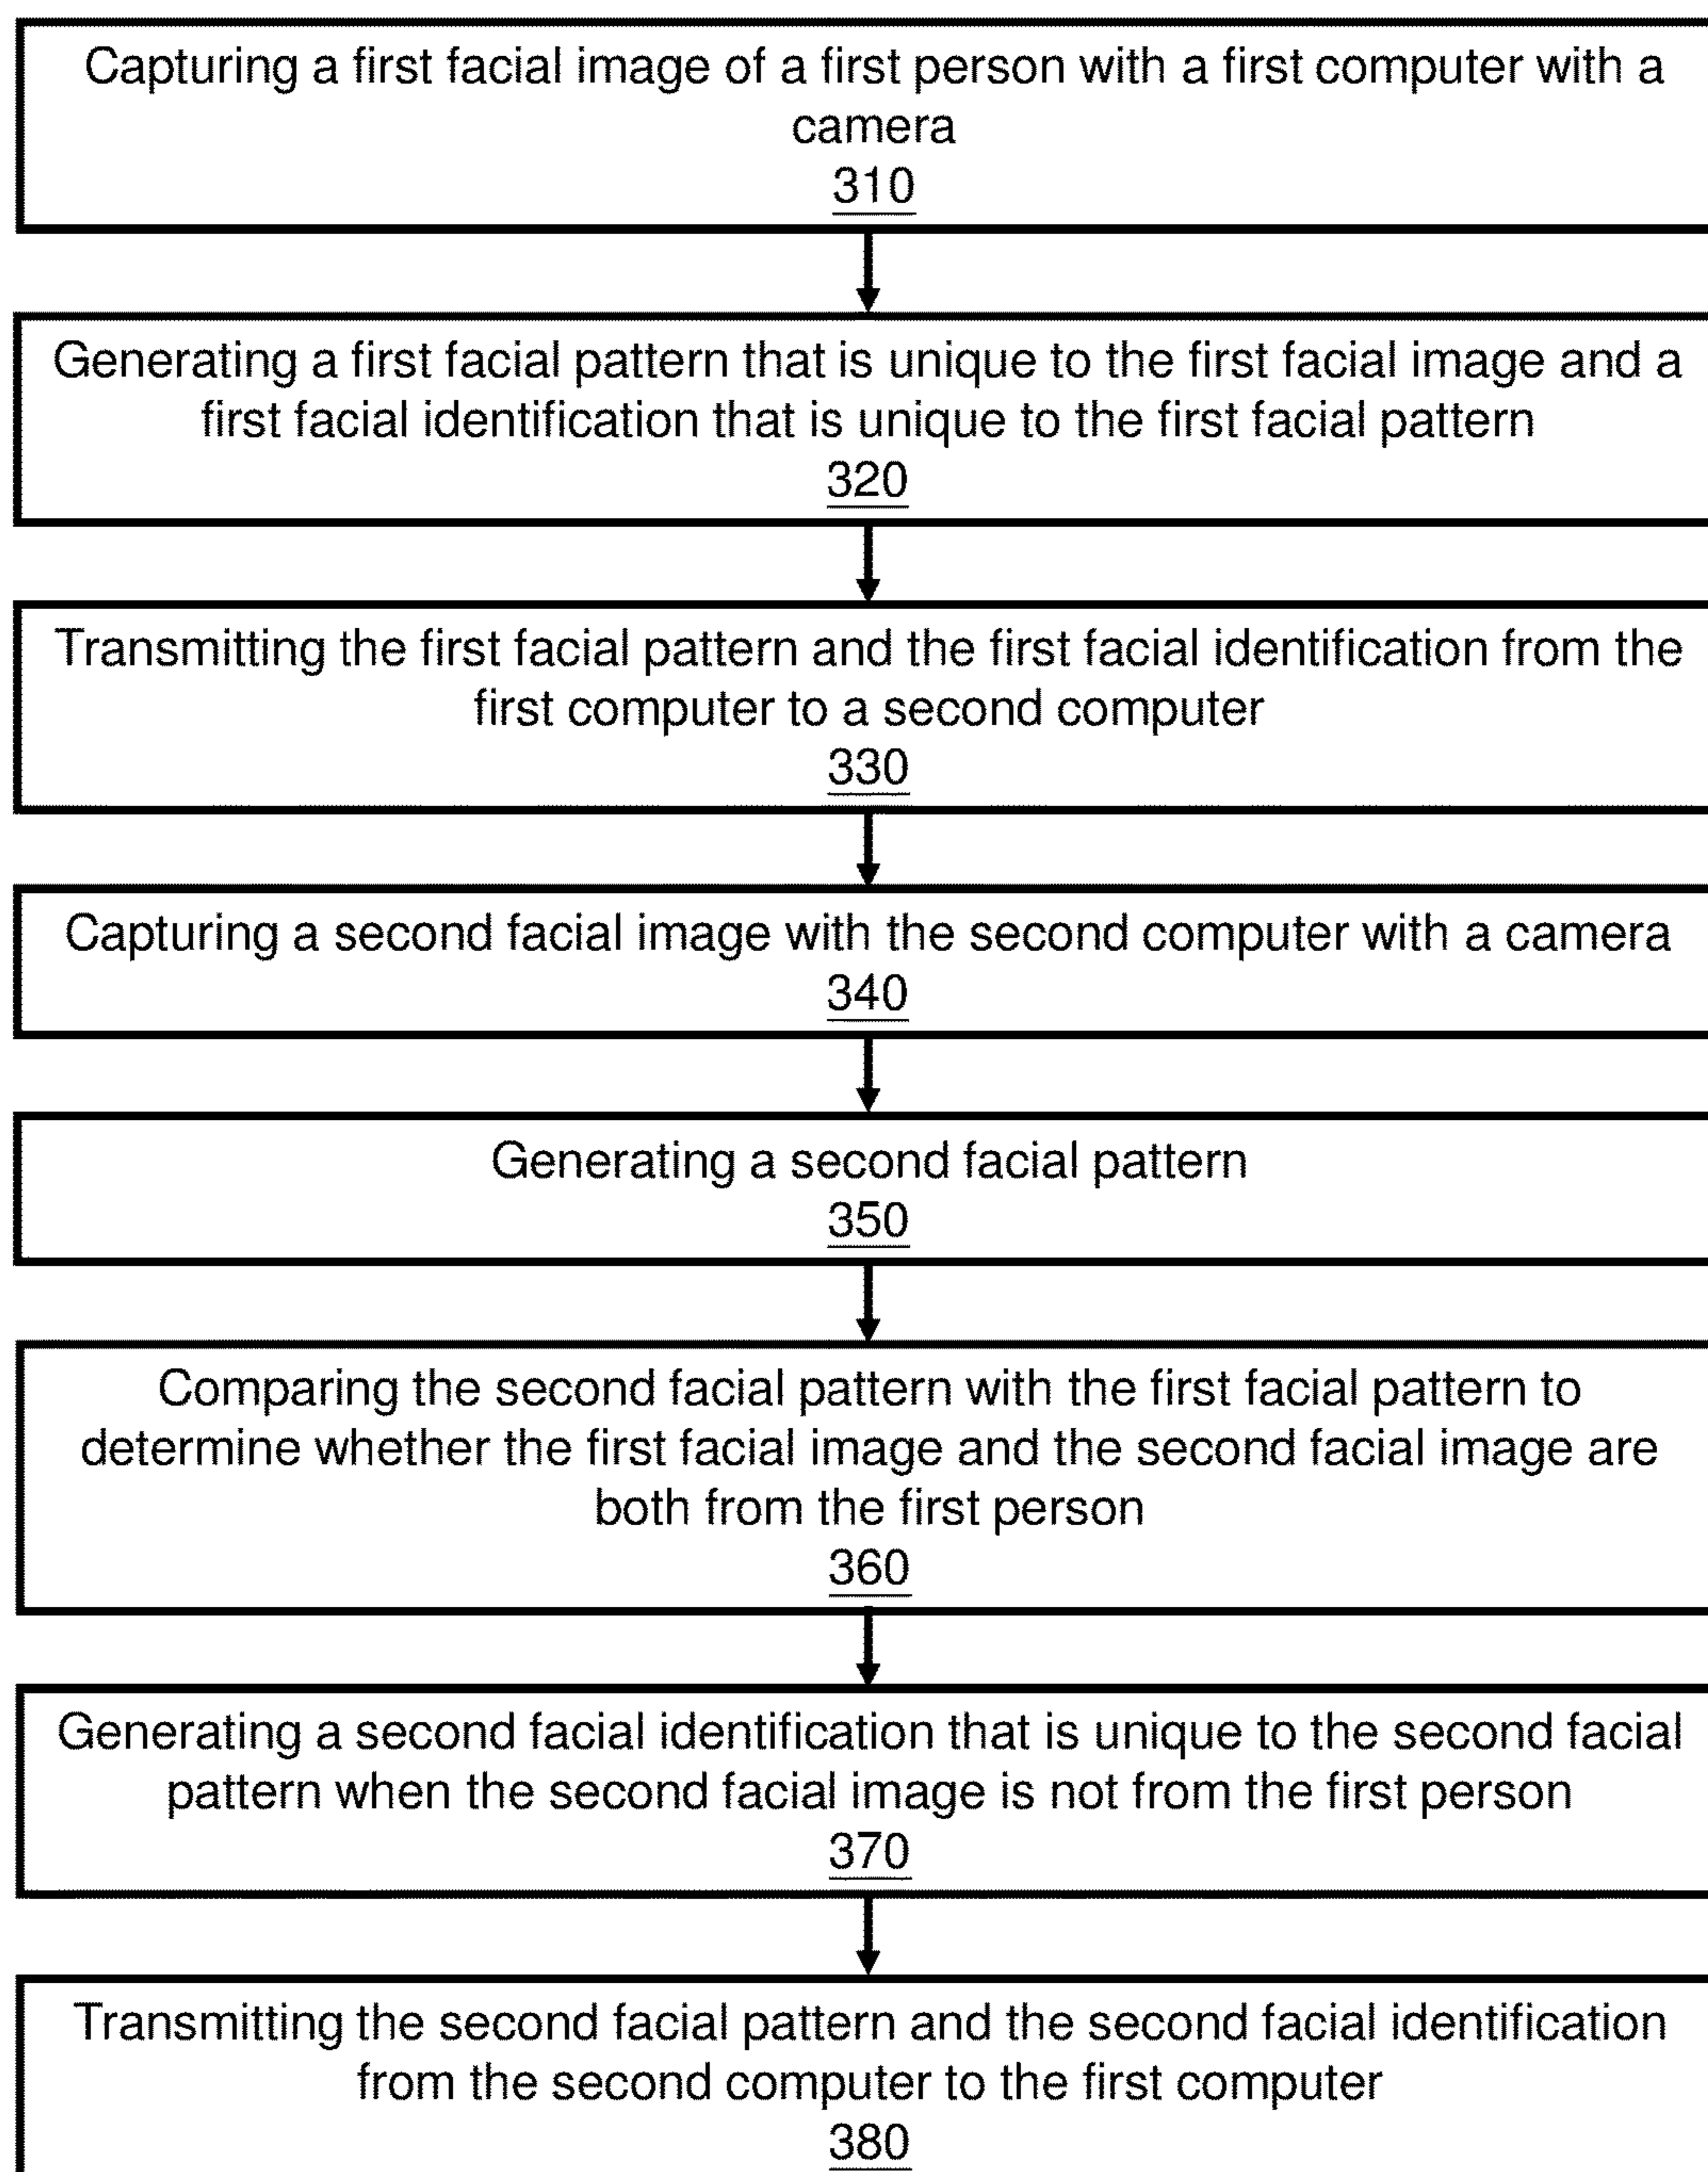 Capturing a first facial image of a first person with a first computer with a
camera
310
Generating a first facial pattern that is unique to the first facial image and a
first facial identification that is unique to the first facial pattern
320
Transmitting the first facial pattern and the first facial identification from the
first computer to a second computer
330
Capturing a second facial image with the second computer with a camera
340
Generating a second facial pattern
350
Comparing the second facial pattern with the first facial pattern to
determine whether the first facial image and the second facial image are
both from the first person
360
Generating a second facial identification that is unique to the second facial
pattern when the second facial image is not from the first person
370
Transmitting the second facial pattern and the second facial identification
from the second computer to the first computer
380